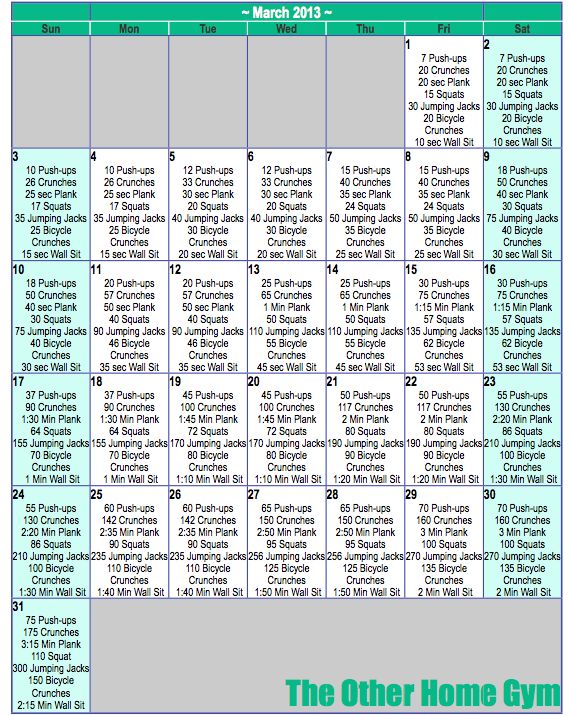 ~ March 2013 ~
Sun Mon Tue Wed Thu Fri Sat
1
7 Push-ups
20 Crunches
20 sec Plank
15 Squats
30 Jumping Jacks
20 Bicycle
Crunches
10 sec Wall Sit
2
7 Push-ups
20 Crunches
20 sec Plank
15 Squats
30 Jumping Jacks
20 Bicycle
Crunches
10 sec Wall Sit
3
10 Push-ups
26 Crunches
25 sec Plank
17 Squats
35 Jumping Jacks
25 Bicycle
Crunches
15 sec Wall Sit
4
10 Push-ups
26 Crunches
25 sec Plank
17 Squats
35 Jumping Jacks
25 Bicycle
Crunches
15 sec Wall Sit
5
12 Push-ups
33 Crunches
30 sec Plank
20 Squats
40 Jumping Jacks
30 Bicycle
Crunches
20 sec Wall Sit
6
12 Push-ups
33 Crunches
30 sec Plank
20 Squats
40 Jumping Jacks
30 Bicycle
Crunches
20 sec Wall Sit
7
15 Push-ups
40 Crunches
35 sec Plank
24 Squats
50 Jumping Jacks
35 Bicycle
Crunches
25 sec Wall Sit
8
15 Push-ups
40 Crunches
35 sec Plank
24 Squats
50 Jumping Jacks
35 Bicycle
Crunches
25 sec Wall Sit
9
18 Push-ups
50 Crunches
40 sec Plank
30 Squats
75 Jumping Jacks
40 Bicycle
Crunches
30 sec Wall Sit
10
18 Push-ups
50 Crunches
40 sec Plank
30 Squats
75 Jumping Jacks
40 Bicycle
Crunches
30 sec Wall Sit
11
20 Push-ups
57 Crunches
50 sec Plank
40 Squats
90 Jumping Jacks
46 Bicycle
Crunches
35 sec Wall Sit
12
20 Push-ups
57 Crunches
50 sec Plank
40 Squats
90 Jumping Jacks
46 Bicycle
Crunches
35 sec Wall Sit
13
25 Push-ups
65 Crunches
1 Min Plank
50 Squats
110 Jumping Jacks
55 Bicycle
Crunches
45 sec Wall Sit
14
25 Push-ups
65 Crunches
1 Min Plank
50 Squats
110 Jumping Jacks
55 Bicycle
Crunches
45 sec Wall Sit
15
30 Push-ups
75 Crunches
1:15 Min Plank
57 Squats
135 Jumping Jacks
62 Bicycle
Crunches
53 sec Wall Sit
16
30 Push-ups
75 Crunches
1:15 Min Plank
57 Squats
135 Jumping Jacks
62 Bicycle
Crunches
53 sec Wall Sit
17
37 Push-ups
90 Crunches
1:30 Min Plank
64 Squats
155 Jumping Jacks
70 Bicycle
Crunches
1 Min Wall Sit
18
37 Push-ups
90 Crunches
1:30 Min Plank
64 Squats
155 Jumping Jacks
70 Bicycle
Crunches
1 Min Wall Sit
19
45 Push-ups
100 Crunches
1:45 Min Plank
72 Squats
170 Jumping Jacks
80 Bicycle
Crunches
1:10 Min Wall Sit
20
45 Push-ups
100 Crunches
1:45 Min Plank
72 Squats
170 Jumping Jacks
80 Bicycle
Crunches
1:10 Min Wall Sit
21
50 Push-ups
117 Crunches
2 Min Plank
80 Squats
190 Jumping Jacks
90 Bicycle
Crunches
1:20 Min Wall Sit
22
50 Push-ups
117 Crunches
2 Min Plank
80 Squats
190 Jumping Jacks
90 Bicycle
Crunches
1:20 Min Wall Sit
23
55 Push-ups
130 Crunches
2:20 Min Plank
86 Squats
210 Jumping Jacks
100 Bicycle
Crunches
1:30 Min Wall Sit
24
55 Push-ups
130 Crunches
2:20 Min Plank
86 Squats
210 Jumping Jacks
100 Bicycle
Crunches
1:30 Min Wall Sit
25
60 Push-ups
142 Crunches
2:35 Min Plank
90 Squats
235 Jumping Jacks
110 Bicycle
Crunches
1:40 Min Wall Sit
26
60 Push-ups
142 Crunches
2:35 Min Plank
90 Squats
235 Jumping Jacks
110 Bicycle
Crunches
1:40 Min Wall Sit
27
65 Push-ups
150 Crunches
2:50 Min Plank
95 Squats
256 Jumping Jacks
125 Bicycle
Crunches
1:50 Min Wall Sit
28
65 Push-ups
150 Crunches
2:50 Min Plank
95 Squats
256 Jumping Jacks
125 Bicycle
Crunches
1:50 Min Wall Sit
29
70 Push-ups
160 Crunches
3 Min Plank
100 Squats
270 Jumping Jacks
135 Bicycle
Crunches
2 Min Wall Sit
30
70 Push-ups
160 Crunches
3 Min Plank
100 Squats
270 Jumping Jacks
135 Bicycle
Crunches
2 Min Wall Sit
31
75 Push-ups
175 Crunches
3:15 Min Plank
110 Squat
300 Jumping Jacks
150 Bicycle
Crunches
2:15 Min Wall Sit
The Other Home Gym